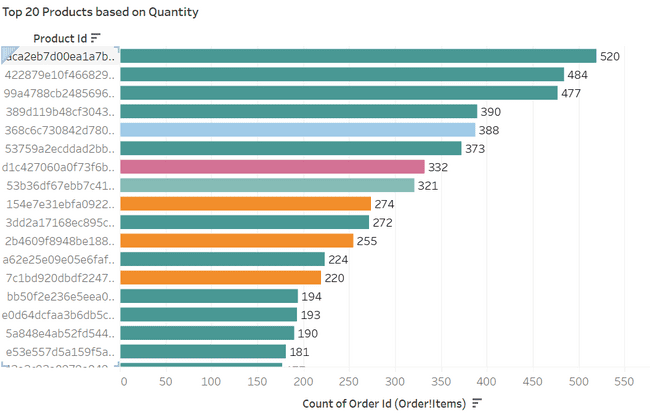 Top 20 Products based on Quantity
Product Id
aca2eb7d00ea1a7b.. 520
422879e10f466829.. 484
99a4788cb2485696.. 477
389d119b48cf3043.. 390
368c6c730842d780.. 388
53759a2ecddad2bb.. 373
d1c427060a0f73f6b.. 332
53b36df67ebb7c41.. 321
154e7e31ebfa0922.. 274
3dd2a17168ec895c.. 272
2b4609f8948be188.. 255
a62e25e09e05e6faf.. 224
7c1bd920dbdf2247.. 220
bb50f2e236e5eea0.. 194
e0d64dcfaa3b6db5c.. 193
5a848e4ab52fd544.. 190
e53e557d5a159f5a.. 181
0 50 100 150 200 250 300 350 400 450 500 550
Count of Order Id (Order!Items)